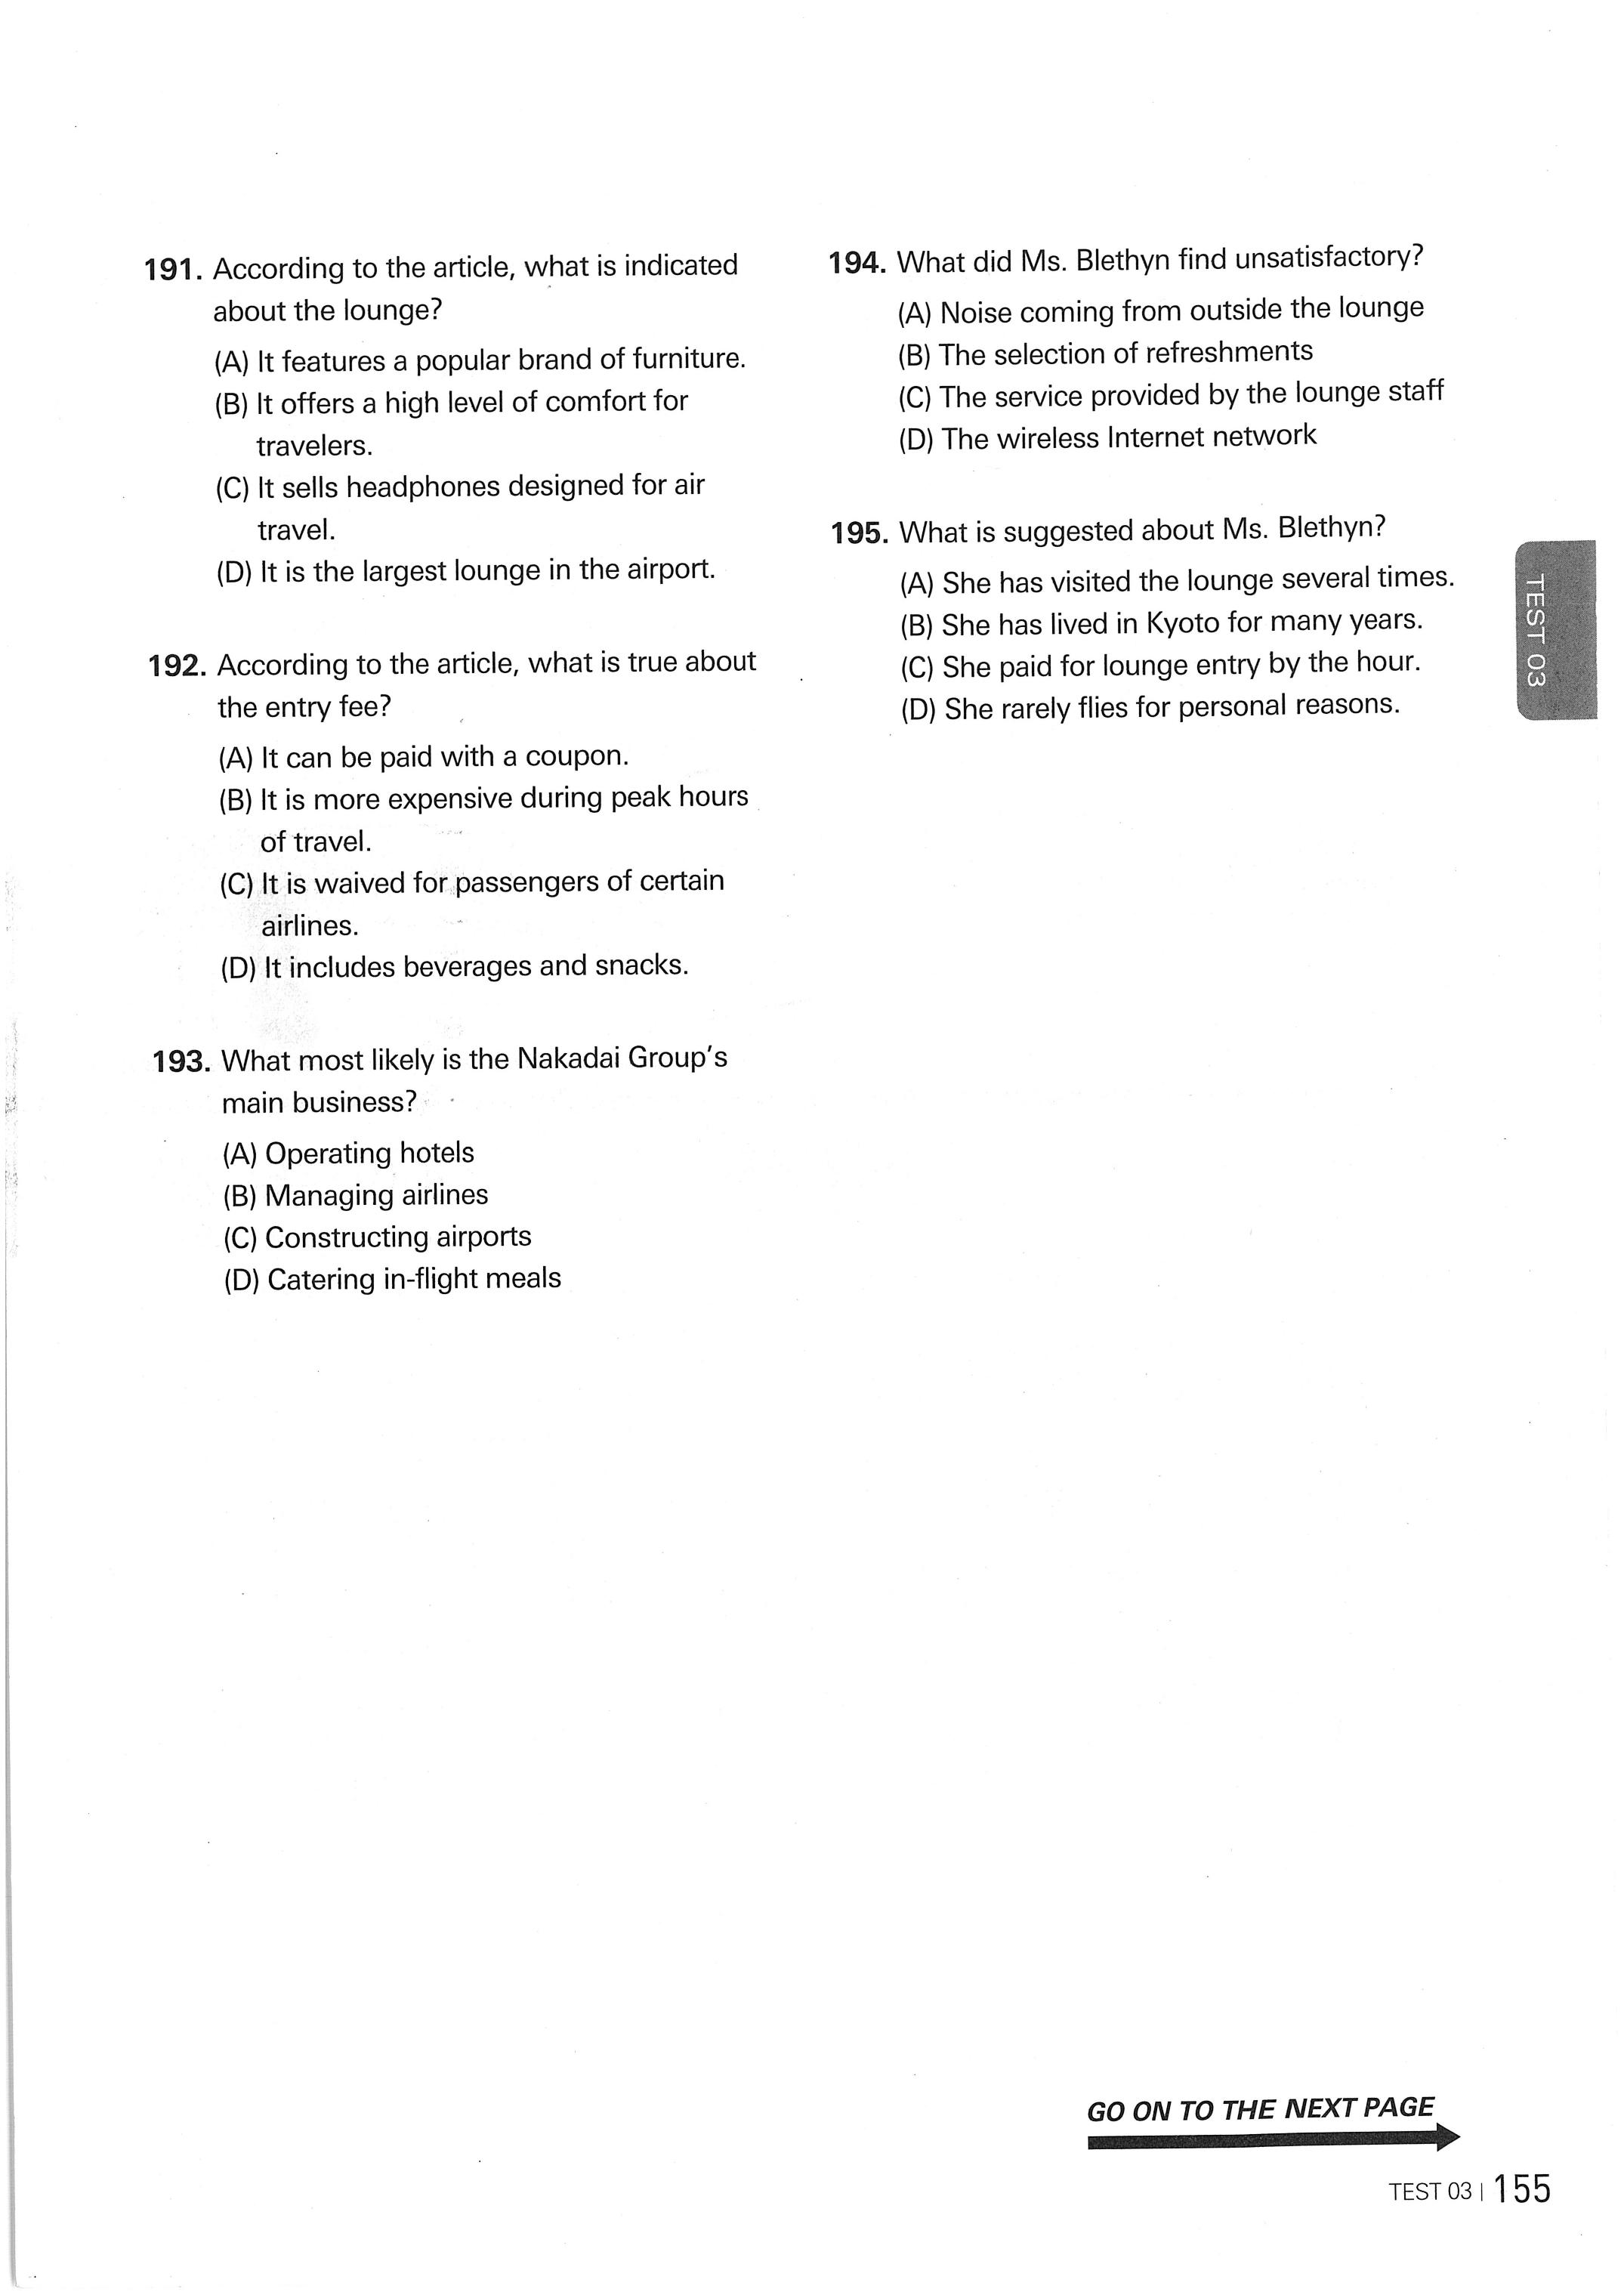 191. According to the article, what is indicated
about the lounge?
(A) It features a popular brand of furniture.
(B) It offers a high level of comfort for
travelers.
(C) It sells headphones designed for air
travel.
(D) It is the largest lounge in the airport.
192. According to the article, what is true about
the entry fee?
(A) It can be paid with a coupon.
(B) It is more expensive during peak hours
of travel.
(C) It is waived for passengers of certain
airlines.
(D) It includes beverages and snacks.
193. What most likely is the Nakadai Group's
main business?
(A) Operating hotels
(B) Managing airlines
(C) Constructing airports
(D) Catering in-flight meals
194. What did Ms. Blethyn find unsatisfactory?
(A) Noise coming from outside the lounge
(B) The selection of refreshments
(C) The service provided by the lounge staff
(D) The wireless Internet network
195. What is suggested about Ms. Blethyn?
(A) She has visited the lounge several times.
(B) She has lived in Kyoto for many years.
(C) She paid for lounge entry by the hour.
(D) She rarely flies for personal reasons.
TEST 03
GO ON TO THE NEXT PAGE
TEST 03 | 155